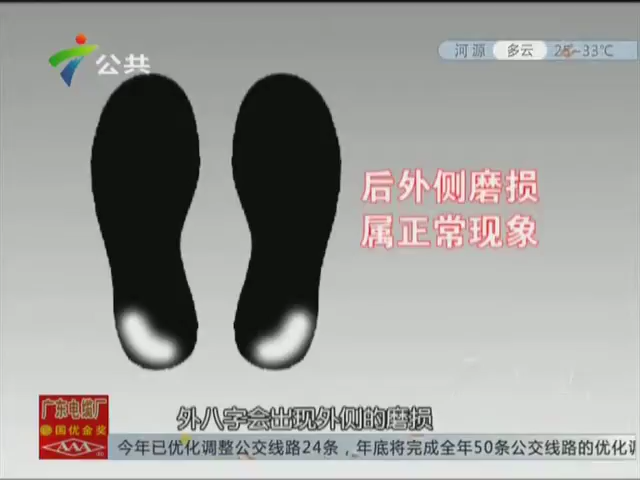 公共
河源 多云 25~33℃
后外侧磨损
属正常现象
外八字会出现外侧的磨损
广东电缆厂
国优金奖
AAA
今年已优化调整公交线路24条，年底将完成全年50条公交线路的优化调